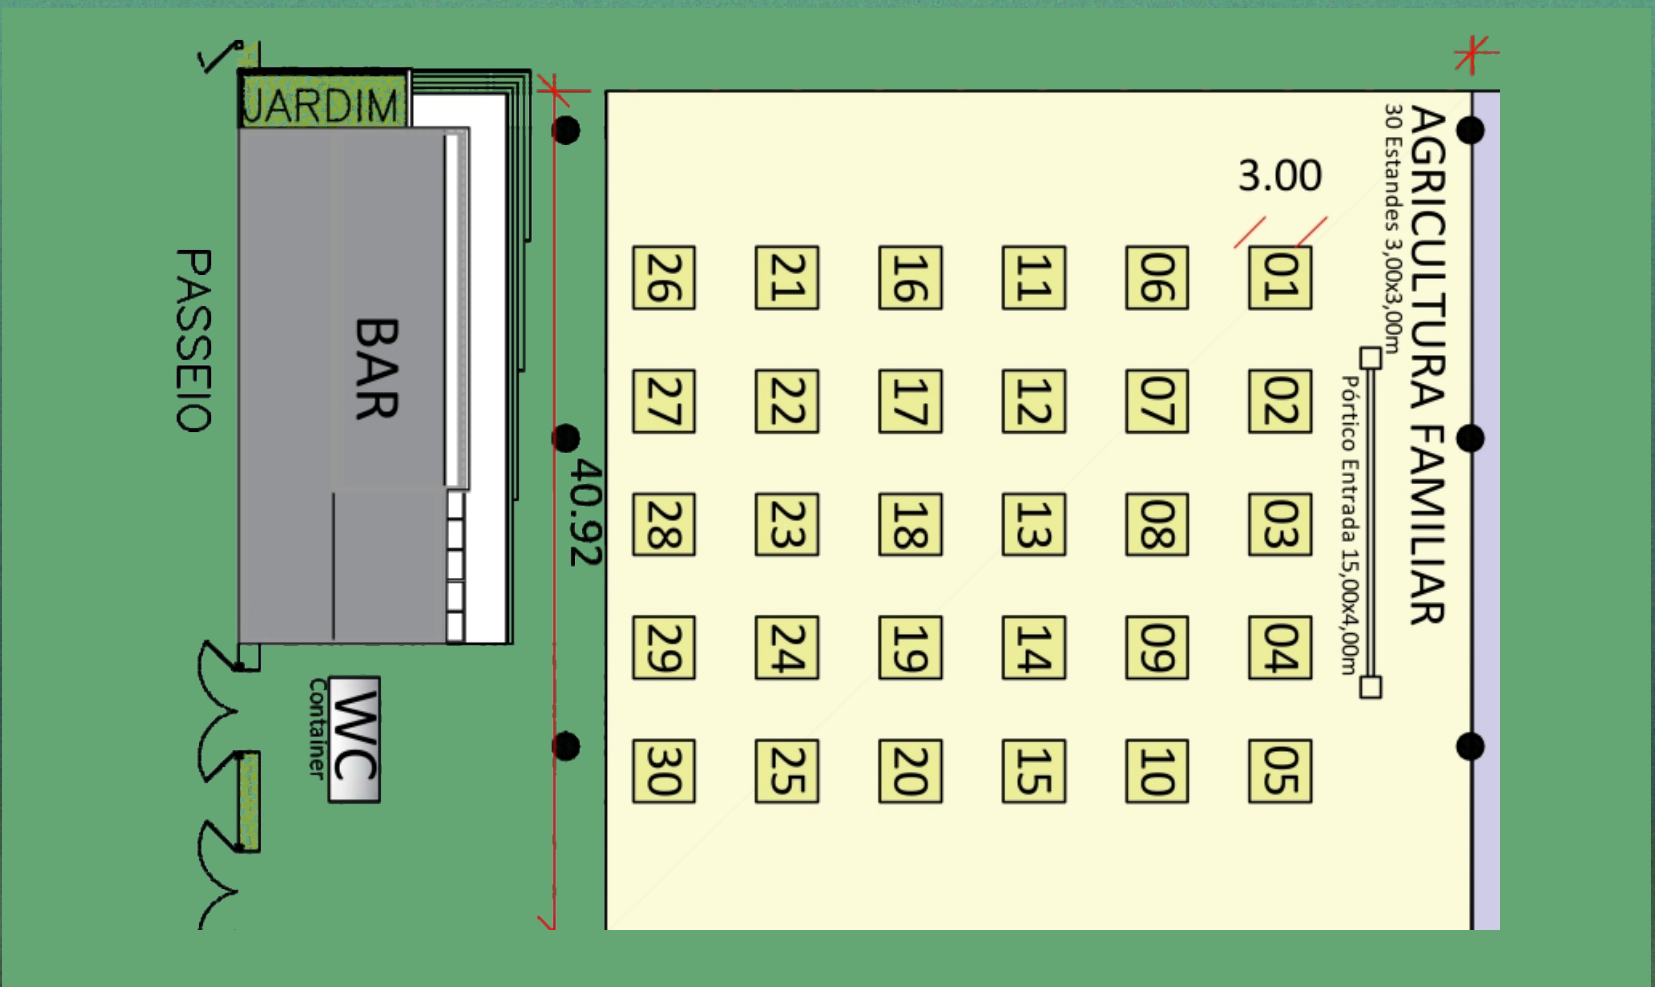 JARDIM
BAR
PASSEIO
WC
Container
40.92
3.00
AGRICULTURA FAMILIAR
30 Estandes 3,00x3,00m
Pórtico Entrada 15,00x4,00m
26 21 16 11 06 01
27 22 17 12 07 02
28 23 18 13 08 03
29 24 19 14 09 04
30 25 20 15 10 05